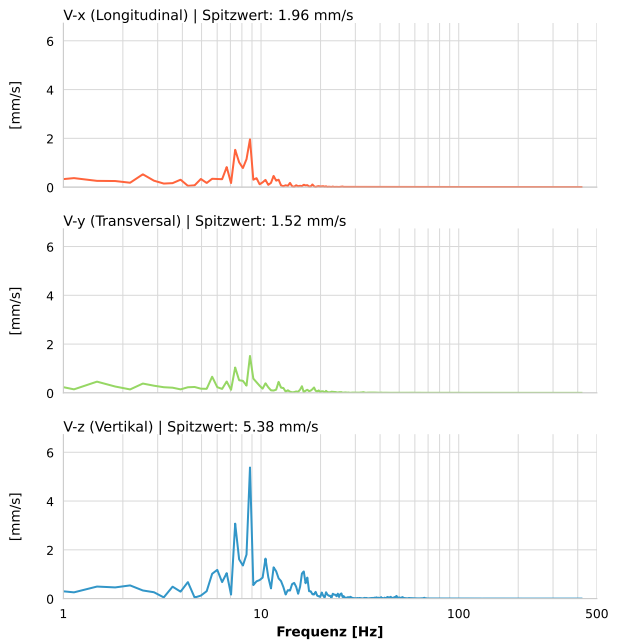 V-x (Longitudinal) | Spitzwert: 1.96 mm/s
6
4
2
0
[mm/s]
V-y (Transversal) | Spitzwert: 1.52 mm/s
6
4
2
0
[mm/s]
V-z (Vertikal) | Spitzwert: 5.38 mm/s
6
4
2
0
[mm/s]
1 10 100 500
Frequenz [Hz]